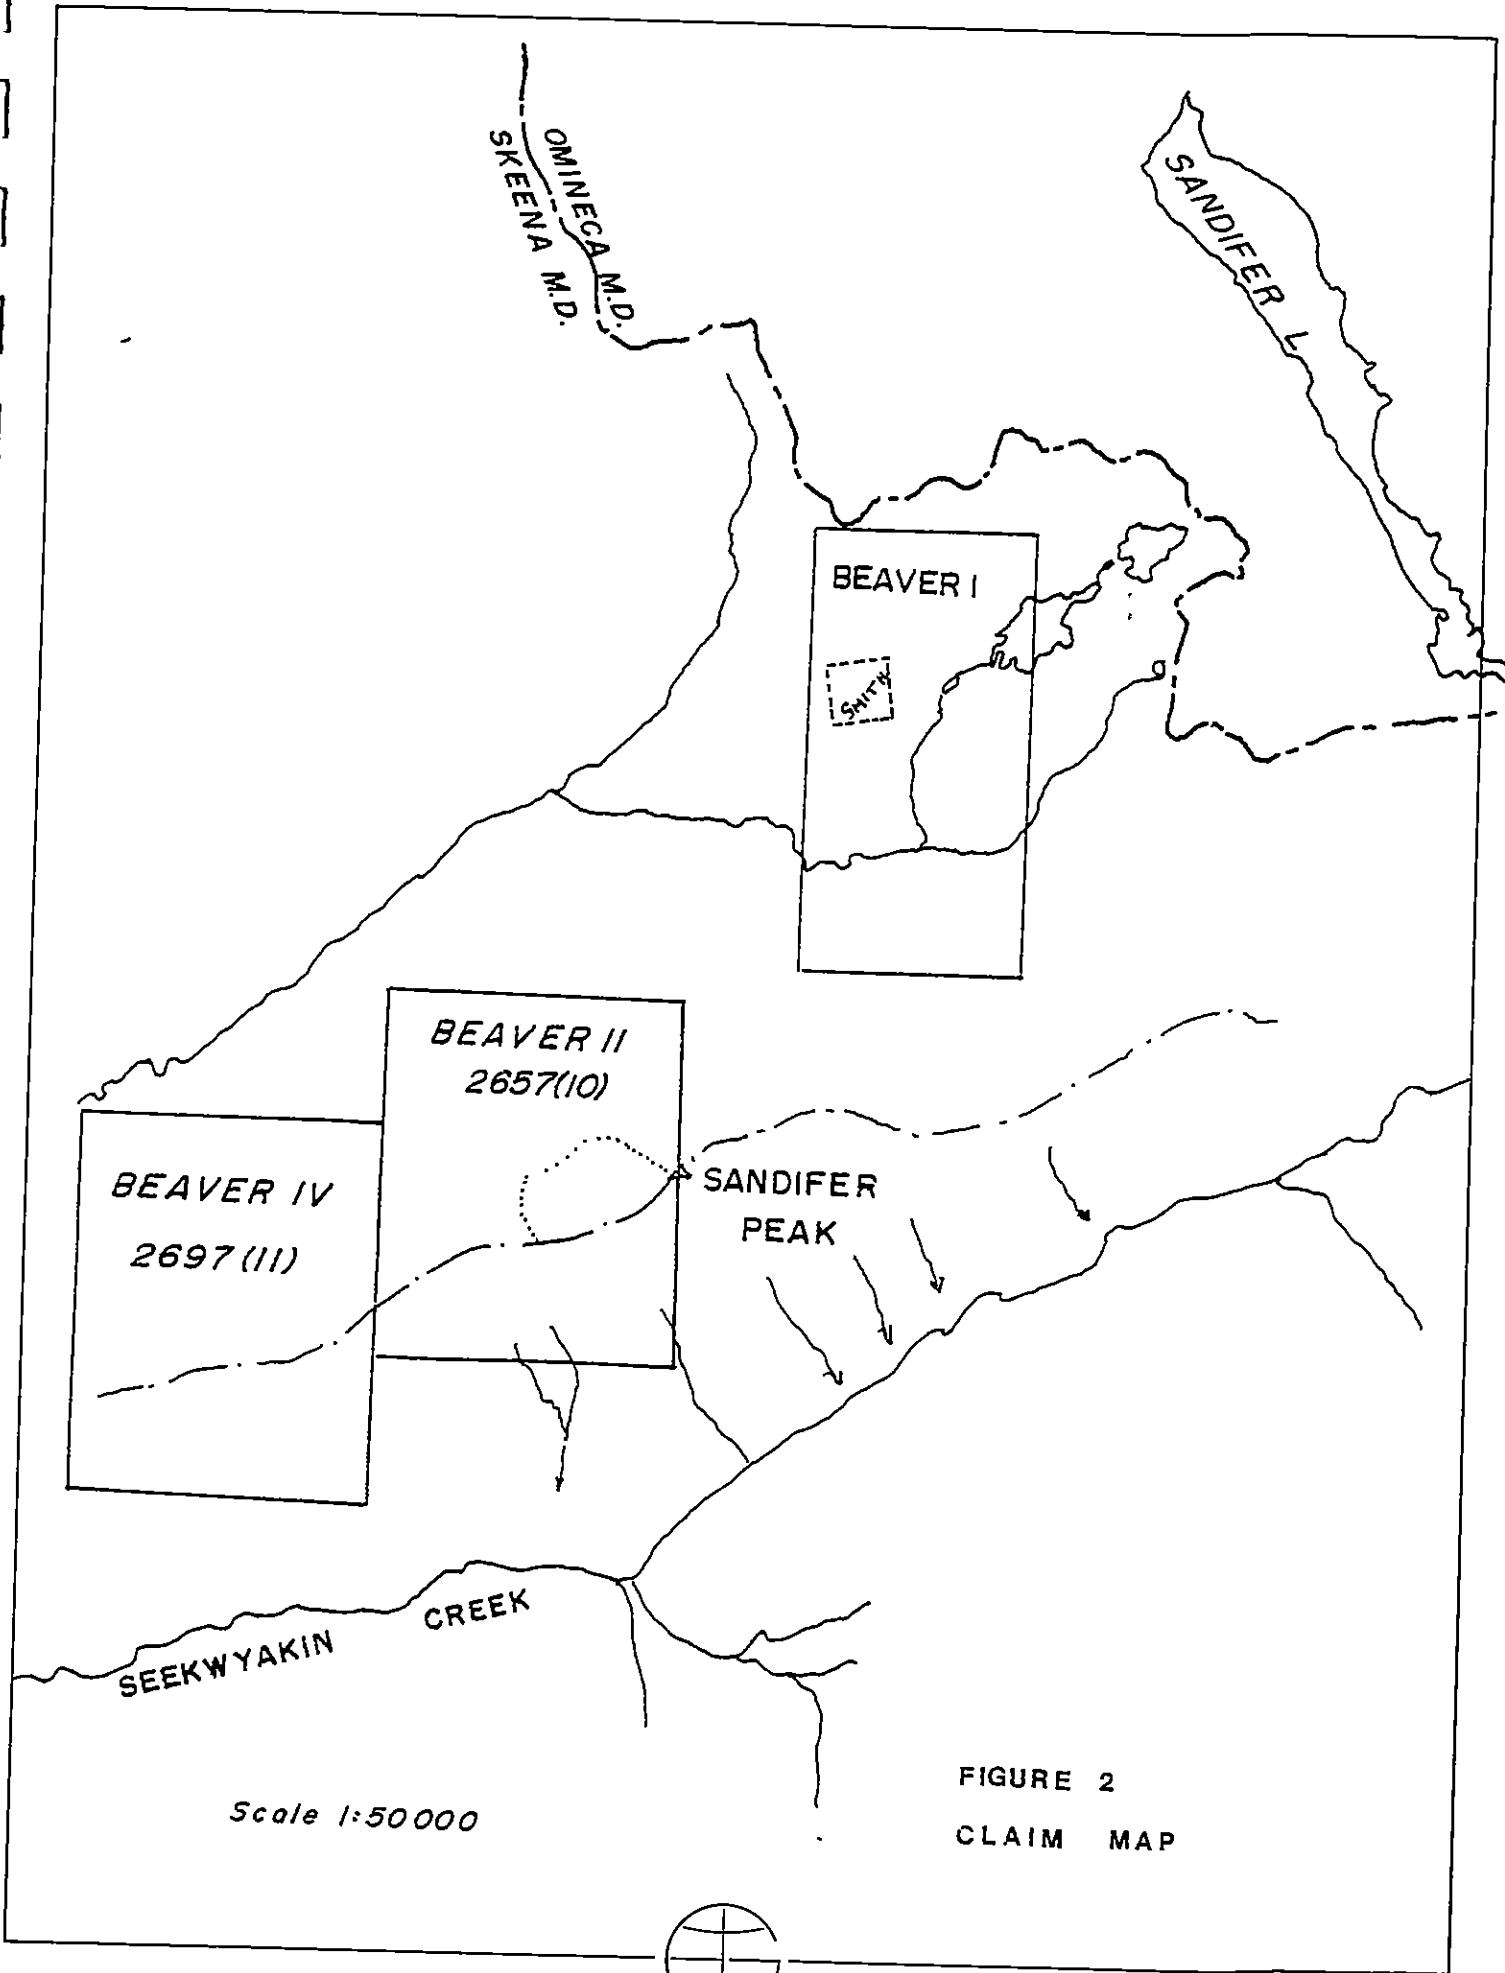 OMINECA M.D.
SKEENA M.D.
SANDIFER L
BEAVER I
SMITH
BEAVER II
2657(10)
BEAVER IV
2697(11)
SANDIFER
PEAK
SEEKWYAKIN CREEK
Scale 1:50000
FIGURE 2
CLAIM MAP